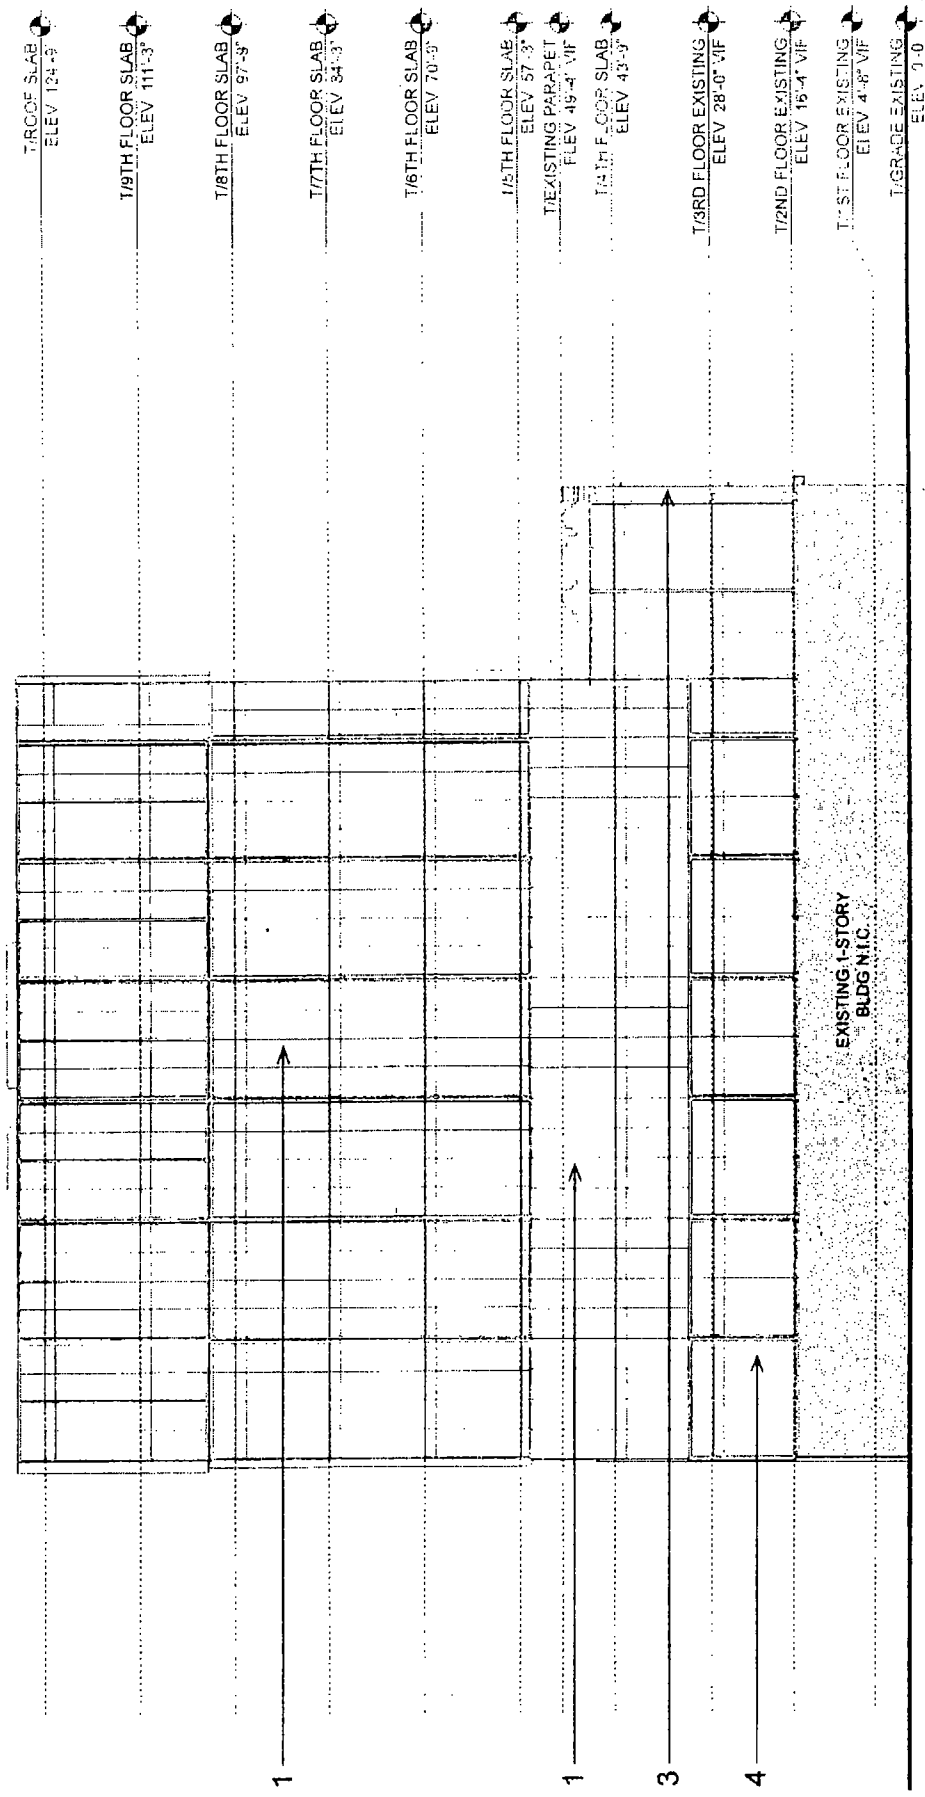 T/ROOF SLAB
ELEV 124'-9"
T/9TH FLOOR SLAB
ELEV 111'-3"
T/8TH FLOOR SLAB
ELEV 97'-9"
T/7TH FLOOR SLAB
ELEV 84'-3"
T/6TH FLOOR SLAB
ELEV 70'-9"
T/5TH FLOOR SLAB
ELEV 57'-3"
T/EXISTING PARAPET
ELEV 49'-4" VIF
T/4TH FLOOR SLAB
ELEV 43'-9"
T/3RD FLOOR EXISTING
ELEV 28'-0" VIF
T/2ND FLOOR EXISTING
ELEV 16'-4" VIF
T/1ST FLOOR EXISTING
ELEV 4'-8" VIF
T/GRADE EXISTING
ELEV 0'-0
EXISTING 1-STORY
BLDG N.I.C.
1
1
3
4